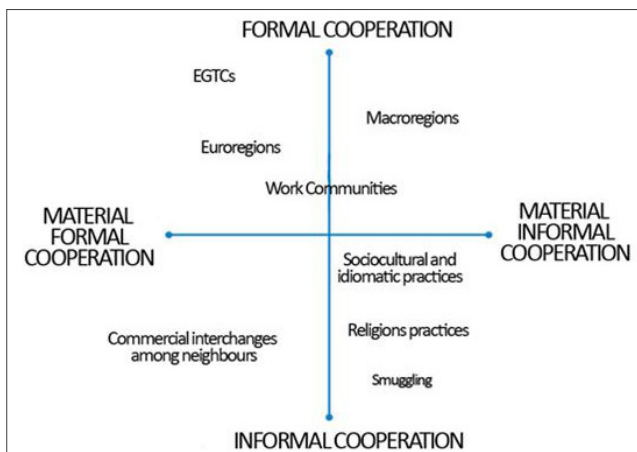 FORMAL COOPERATION
EGTCs
Macroregions
Euroregions
Work Communities
MATERIAL
FORMAL
COOPERATION
MATERIAL
INFORMAL
COOPERATION
Sociocultural and
idiomatic practices
Commercial interchanges
among neighbours
Religions practices
Smuggling
INFORMAL COOPERATION